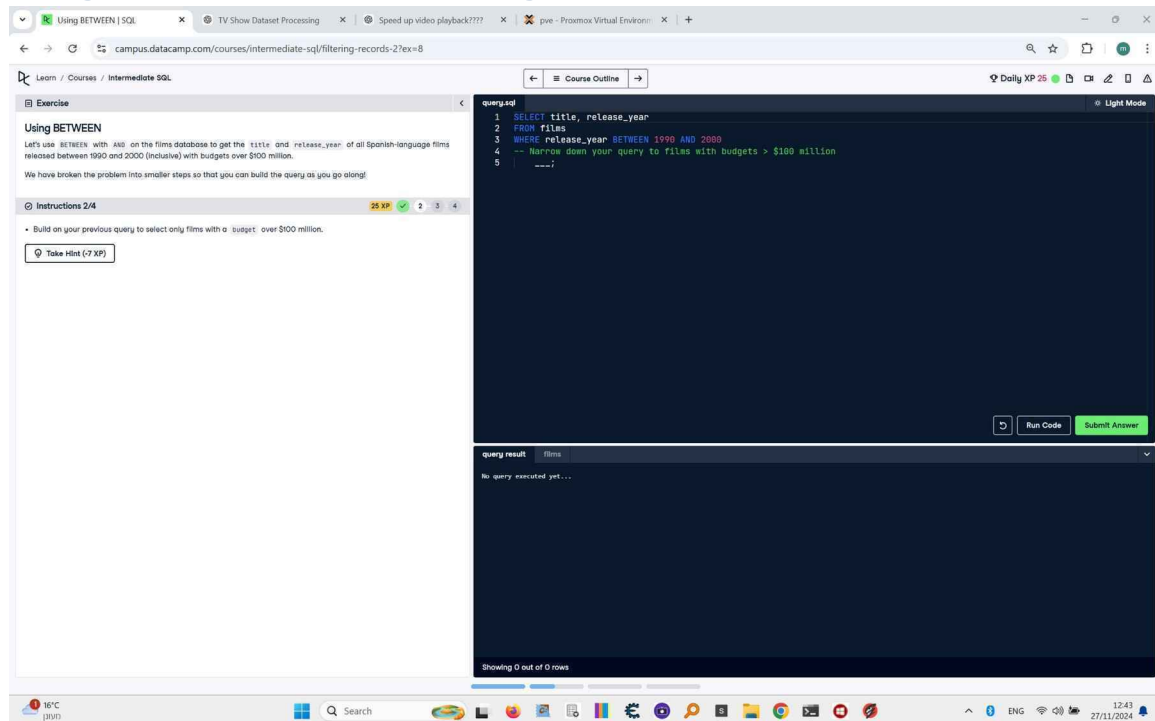 Using BETWEEN | SQL
TV Show Dataset Processing
Speed up video playback????
pve - Proxmox Virtual Environm
campus.datacamp.com/courses/intermediate-sql/filtering-records-2?ex=8
m
Learn / Courses / Intermediate SQL
Course Outline
Daily XP 25
Exercise
Using BETWEEN
Let's use BETWEEN with AND on the films database to get the title and release_year of all Spanish-language films
released between 1990 and 2000 (inclusive) with budgets over $100 million.
We have broken the problem into smaller steps so that you can build the query as you go along!
Instructions 2/4
25 XP
2
3
4
Build on your previous query to select only films with a budget over $100 million.
Take Hint (-7 XP)
query.sql
Light Mode
1 SELECT title, release_year
2 FROM films
3 WHERE release_year BETWEEN 1990 AND 2000
4 -- Narrow down your query to films with budgets > $100 million
5 ___;
Run Code
Submit Answer
query result
films
No query executed yet...
Showing 0 out of 0 rows
1
16°C
Search
S
ENG
12:43
27/11/2024